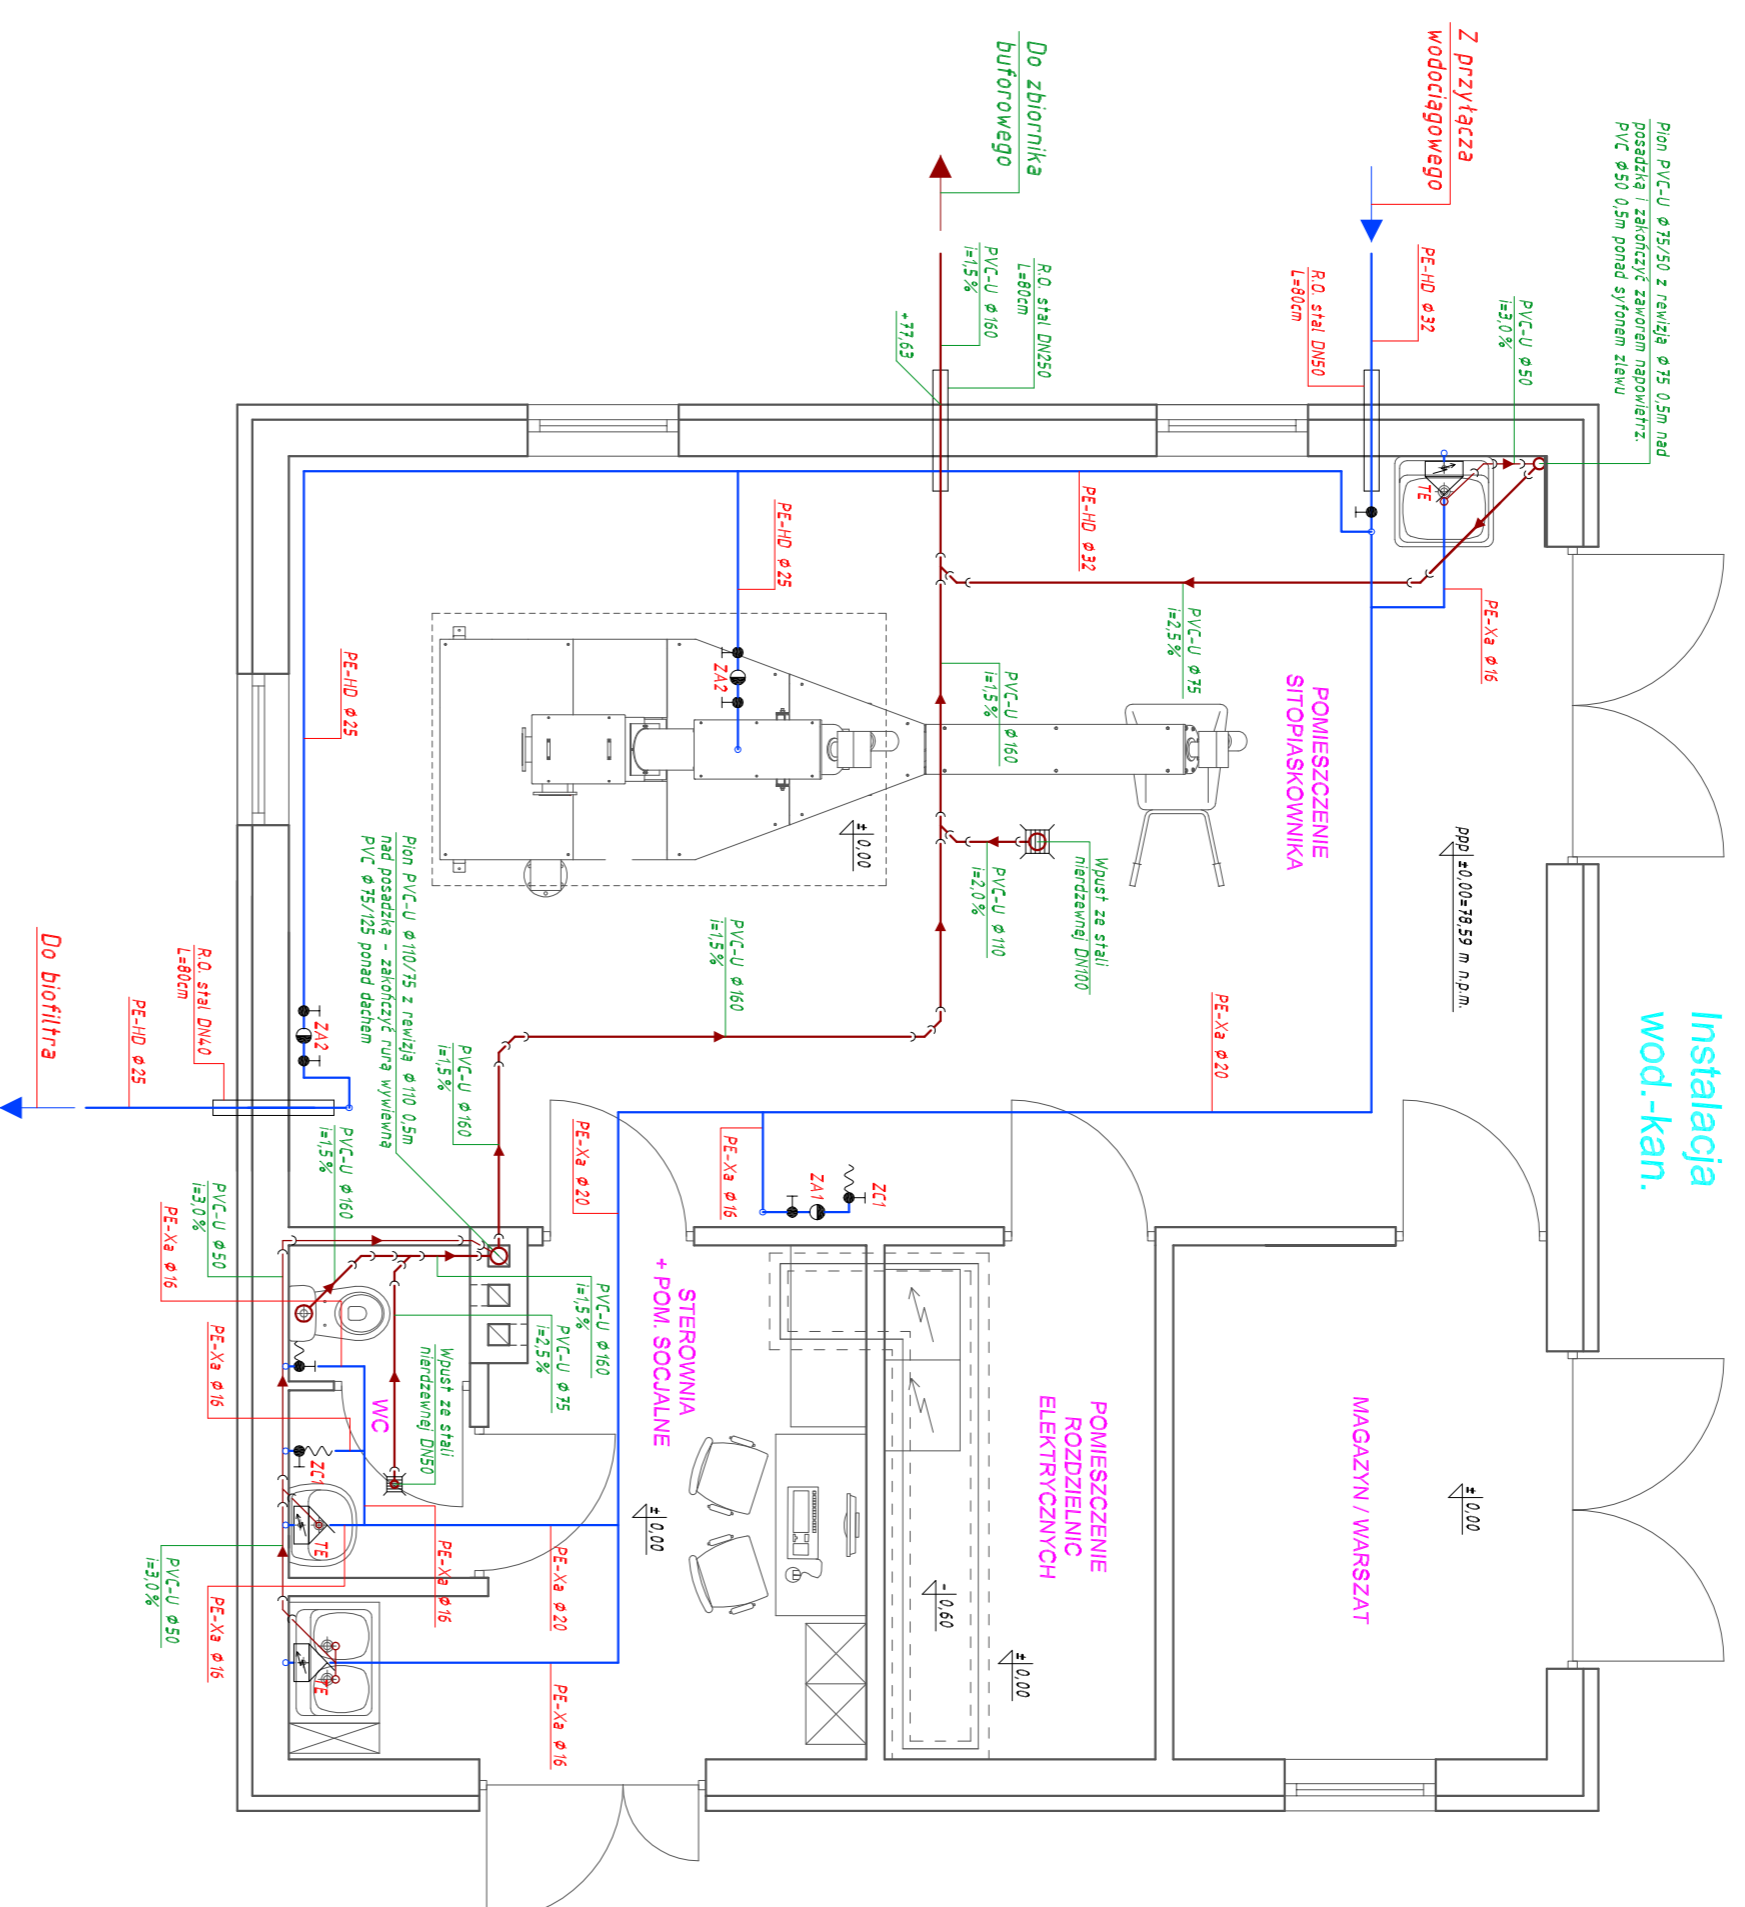 Instalacja
wod.-kan.
Pion PVC-U Ø75/50 z rewizją Ø75 0,5m nad
posadzką i zakończyć zaworem napowietrz.
PVC Ø50 0,5m ponad syfonem zlewu
PVC-U Ø50
i=3,0%
Z przyłącza
wodociągowego
PE-HD Ø32
R.O. stal DN50
L=80cm
Do zbiornika
buforowego
R.O. stal DN250
L=80cm
PVC-U Ø160
i=1,5%
+77,63
TE
PE-Xa Ø16
PE-HD Ø32
PVC-U Ø75
i=2,5%
PE-HD Ø25
ZA2
PE-HD Ø25
PVC-U Ø160
i=1,5%
POMIESZCZENIE
SITOPIASKOWNIKA
ppp ±0,00=78,59 m n.p.m.
±0,00
Wpust ze stali
nierdzewnej DN100
PVC-U Ø110
i=2,0%
PVC-U Ø160
i=1,5%
PE-Xa Ø20
Pion PVC-U Ø110/75 z rewizją Ø110 0,5m
nad posadzką - zakończyć rurą wywiewną
PVC Ø75/125 ponad dachem
PVC-U Ø160
i=1,5%
ZA2
R.O. stal DN40
L=80cm
PE-HD Ø25
Do biofiltra
PE-Xa Ø20
PE-Xa Ø16
ZA1
ZC1
PVC-U Ø160
i=1,5%
PVC-U Ø50
i=3,0%
PE-Xa Ø16
PE-Xa Ø16
PVC-U Ø160
i=1,5%
PVC-U Ø75
i=2,5%
Wpust ze stali
nierdzewnej DN50
WC
ZC1
TE
STEROWNIA
+ POM. SOCJALNE
±0,00
POMIESZCZENIE
ROZDZIELNIC
ELEKTRYCZNYCH
-0,60
±0,00
MAGAZYN / WARSZAT
±0,00
PE-Xa Ø16
PE-Xa Ø20
PVC-U Ø50
i=3,0%
PE-Xa Ø16
TE
PE-Xa Ø16